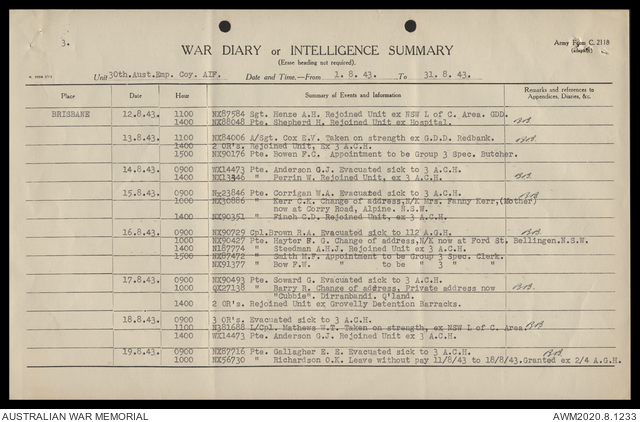 3.
WAR DIARY or INTELLIGENCE SUMMARY
Army Form C. 2118
(Erase heading not required).
Unit 30th.Aust.Emp. Coy. AIF. Date and Time.—From 1. 8. 43. To 31. 8. 43.
Place Date Hour Summary of Events and Information Remarks and references to Appendices, Diaries, &c.
BRISBANE 12.8.43. 1100 NX87584 Sgt. Henze A.H. Rejoined Unit ex NSW L of C. Area. GDD.
1400 NX88048 Pte. Shepherd H. Rejoined Unit ex Hospital.
13.8.43. 1100 NX84006 A/Sgt. Cox E.V. Taken on strength ex G.D.D. Redbank.
1400 2 OR's. Rejoined Unit, Ex 3 A.C.H.
1500 NX90176 Pte. Bowen F.C. Appointment to be Group 3 Spec. Butcher.
14.8.43. 0900 WX14473 Pte. Anderson G.J. Evacuated sick to 3 A.C.H.
1400 " Perrin W. Rejoined Unit, ex 3 A.C.H.
15.8.43. 0900 NX23846 Pte. Corrigan W.A. Evacuated sick to 3 A.C.H.
1000 NX30886 " Kerr C.K. Change of address,N/K Mrs. Fanny Kerr,(Mother)
now at Corry Road, Alpine. N.S.W.
1400 NX90351 " Finch C.D. Rejoined Unit, ex 3 A.C.H.
16.8.43. 0900 NX90729 Cpl.Brown R.A. Evacuated sick to 112 A.G.H.
1000 NX90427 Pte. Hayter S. G. Change of address,N/K now at Ford St. Bellingen.N.S.W.
1400 N187774 " Steedman A.H.J. Rejoined Unit ex 3 A.C.H.
1500 NX87472 " Smith M.F. Appointment to be Group 3 Spec. Clerk.
NX91377 " Bow F.W. " to be " 3 " "
17.8.43. 0900 NX90493 Pte. Soward G. Evacuated sick to 3 A.C.H.
1000 QX27138 " Barry R. Change of address, Private address now
"Cubbie". Dirranbandi. Q'land.
1400 2 OR's. Rejoined Unit ex Grovelly Detention Barracks.
18.8.43. 0900 3 OR's. Evacuated sick to 3 A.C.H.
1100 N381688 L/Cpl. Mathews W.T. Taken on strength, ex NSW L of C. Area.
1400 WX14473 Pte. Anderson G.J. Rejoined Unit ex 3 A.C.H.
19.8.43. 0900 NX87716 Pte. Gallagher E. E. Evacuated sick to 3 A.C.H.
1000 NX56730 " Richardson O.K. Leave without pay 11/8/43 to 18/8/43.Granted ex 2/4 A.G.H.
AUSTRALIAN WAR MEMORIAL AWM2020.8.1233